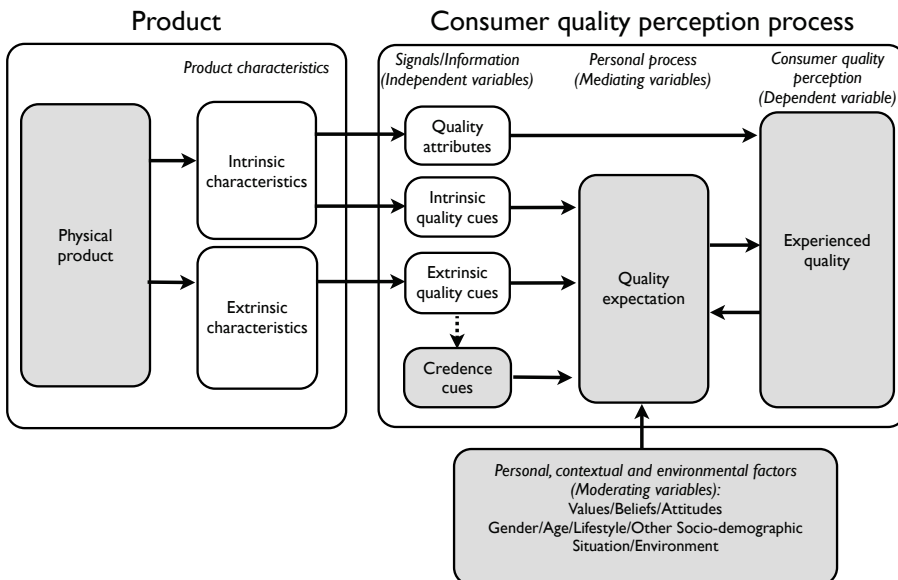 Product
Consumer quality perception process
Product characteristics
Signals/Information
(Independent variables)
Personal process
(Mediating variables)
Consumer quality
perception
(Dependent variable)
Physical
product
Intrinsic
characteristics
Extrinsic
characteristics
Quality
attributes
Intrinsic
quality cues
Extrinsic
quality cues
Credence
cues
Quality
expectation
Experienced
quality
Personal, contextual and environmental factors
(Moderating variables):
Values/Beliefs/Attitudes
Gender/Age/Lifestyle/Other Socio-demographic
Situation/Environment